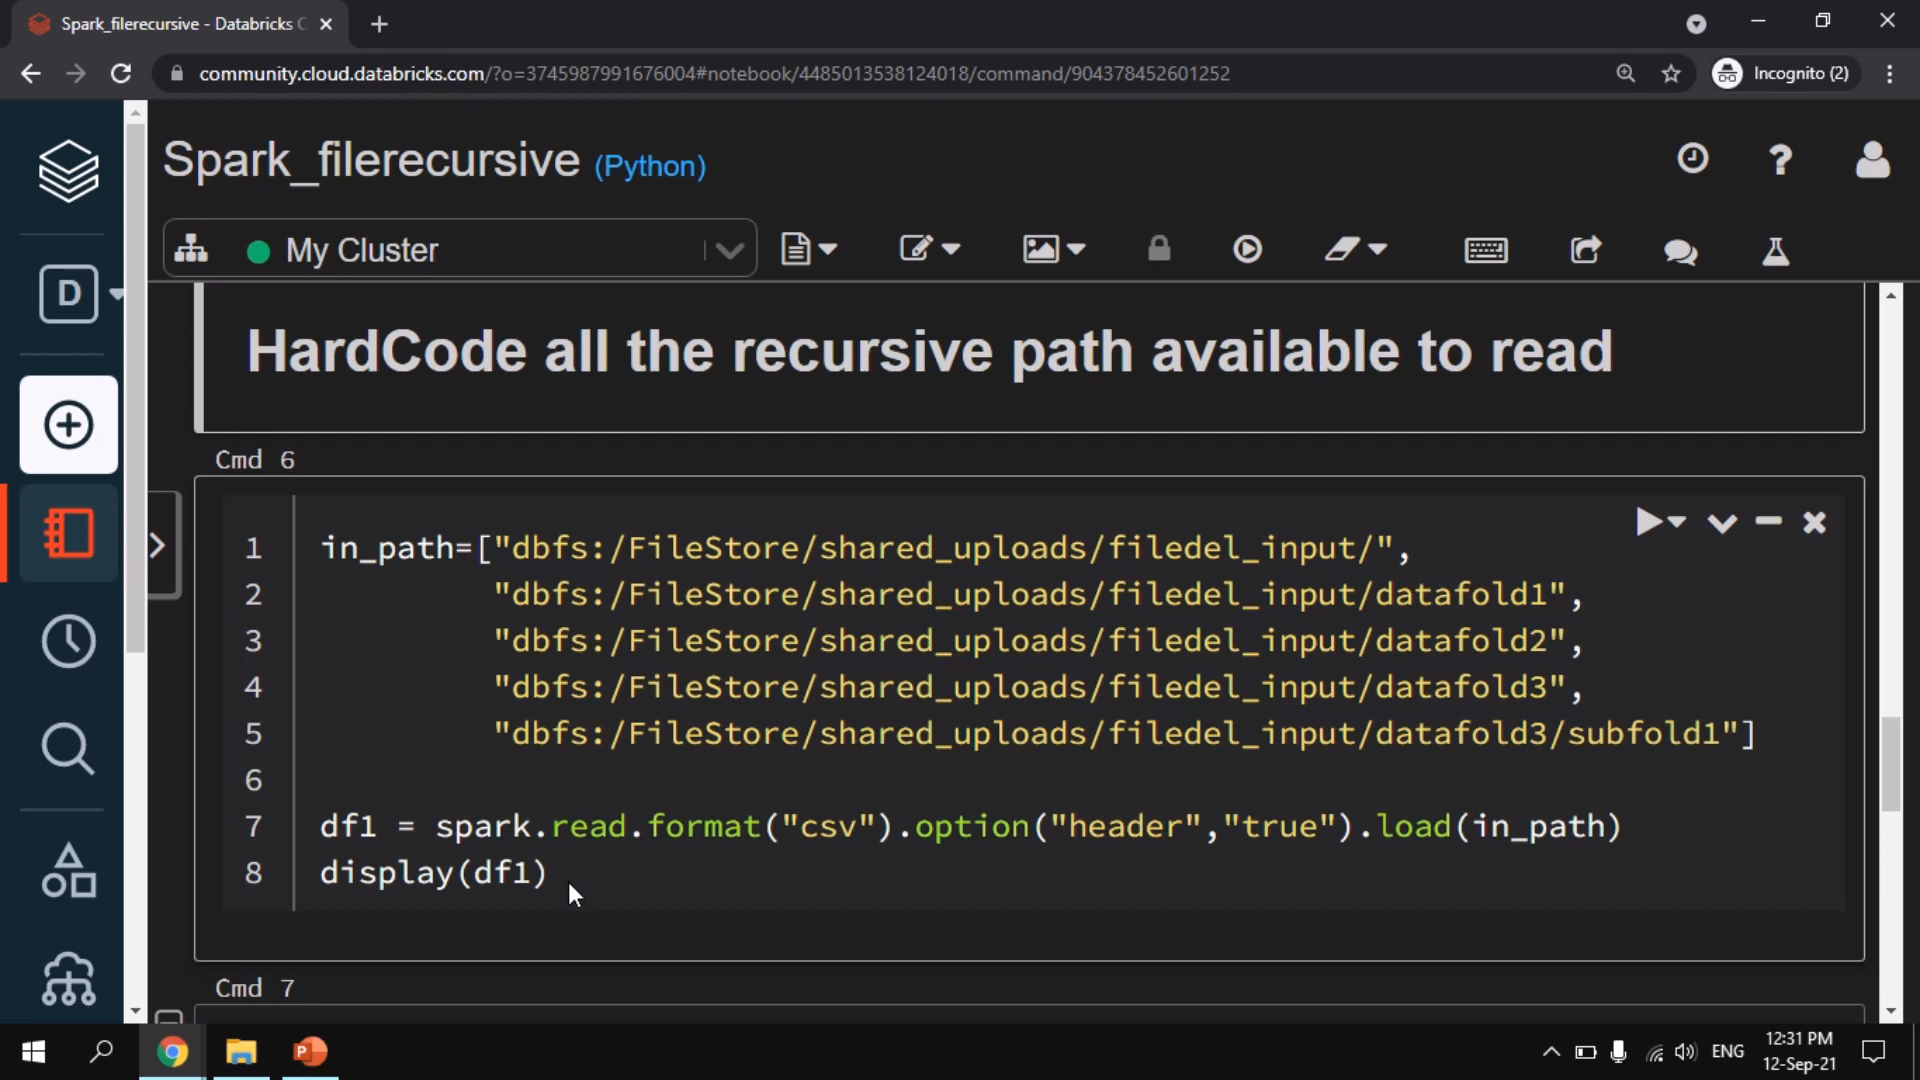 Spark_filerecursive - Databricks C
community.cloud.databricks.com/?o=3745987991676004#notebook/4485013538124018/command/904378452601252
Incognito (2)
Spark_filerecursive (Python)
D
My Cluster
HardCode all the recursive path available to read
Cmd 6
1 in_path=["dbfs:/FileStore/shared_uploads/filedel_input/",
2 "dbfs:/FileStore/shared_uploads/filedel_input/datafold1",
3 "dbfs:/FileStore/shared_uploads/filedel_input/datafold2",
4 "dbfs:/FileStore/shared_uploads/filedel_input/datafold3",
5 "dbfs:/FileStore/shared_uploads/filedel_input/datafold3/subfold1"]
6
7 df1 = spark.read.format("csv").option("header","true").load(in_path)
8 display(df1)
Cmd 7
ENG
12:31 PM
12-Sep-21